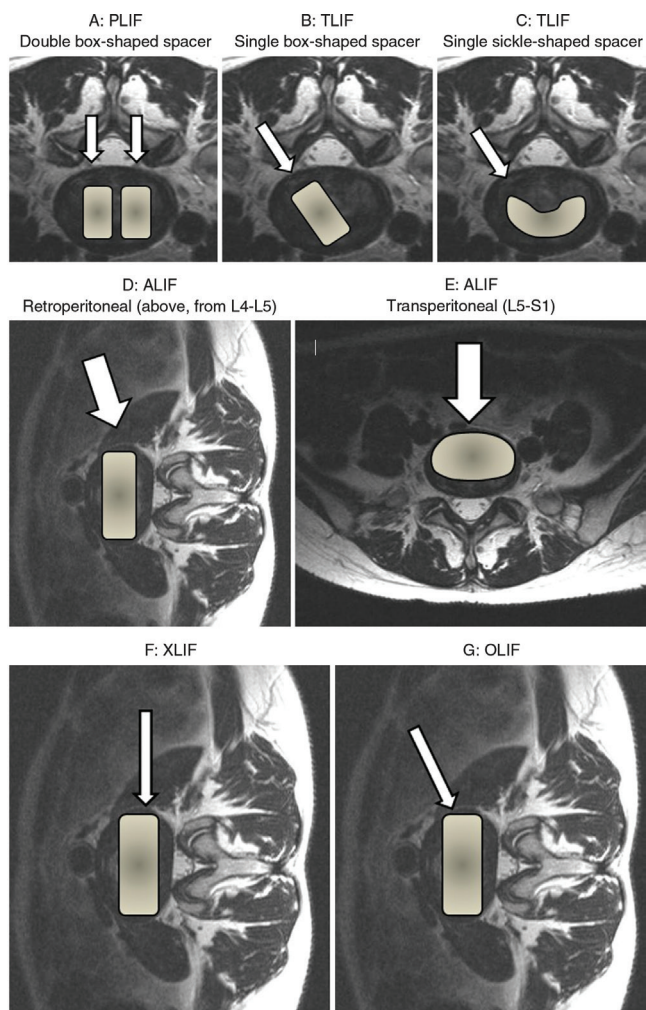 A: PLIF
Double box-shaped spacer
B: TLIF
Single box-shaped spacer
C: TLIF
Single sickle-shaped spacer
D: ALIF
Retroperitoneal (above, from L4-L5)
E: ALIF
Transperitoneal (L5-S1)
F: XLIF
G: OLIF